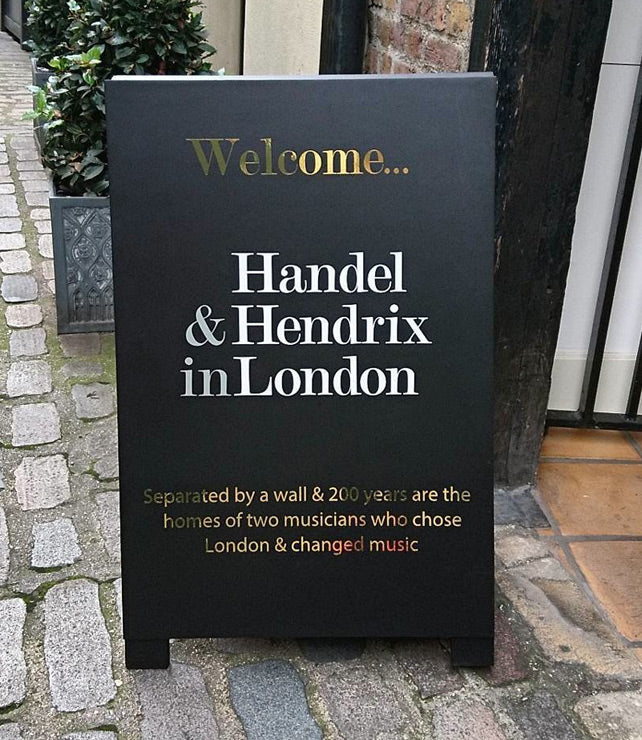 Welcome...
Handel
& Hendrix
in London
Separated by a wall & 200 years are the
homes of two musicians who chose
London & changed music